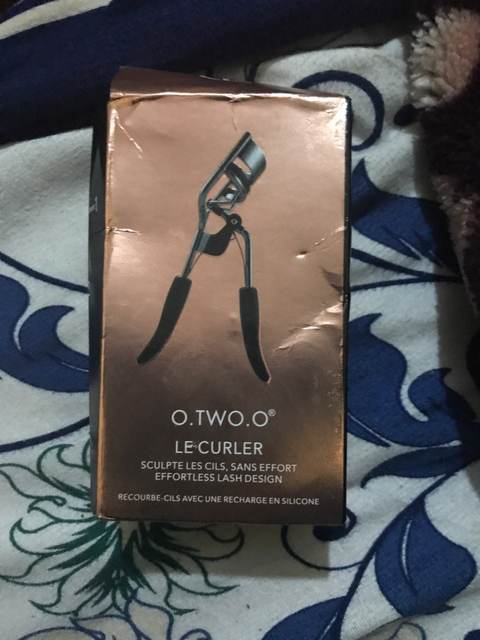 O.TWO.O®
LE CURLER
SCULPTE LES CILS, SANS EFFORT
EFFORTLESS LASH DESIGN
RECOURBE-CILS AVEC UNE RECHARGE EN SILICONE